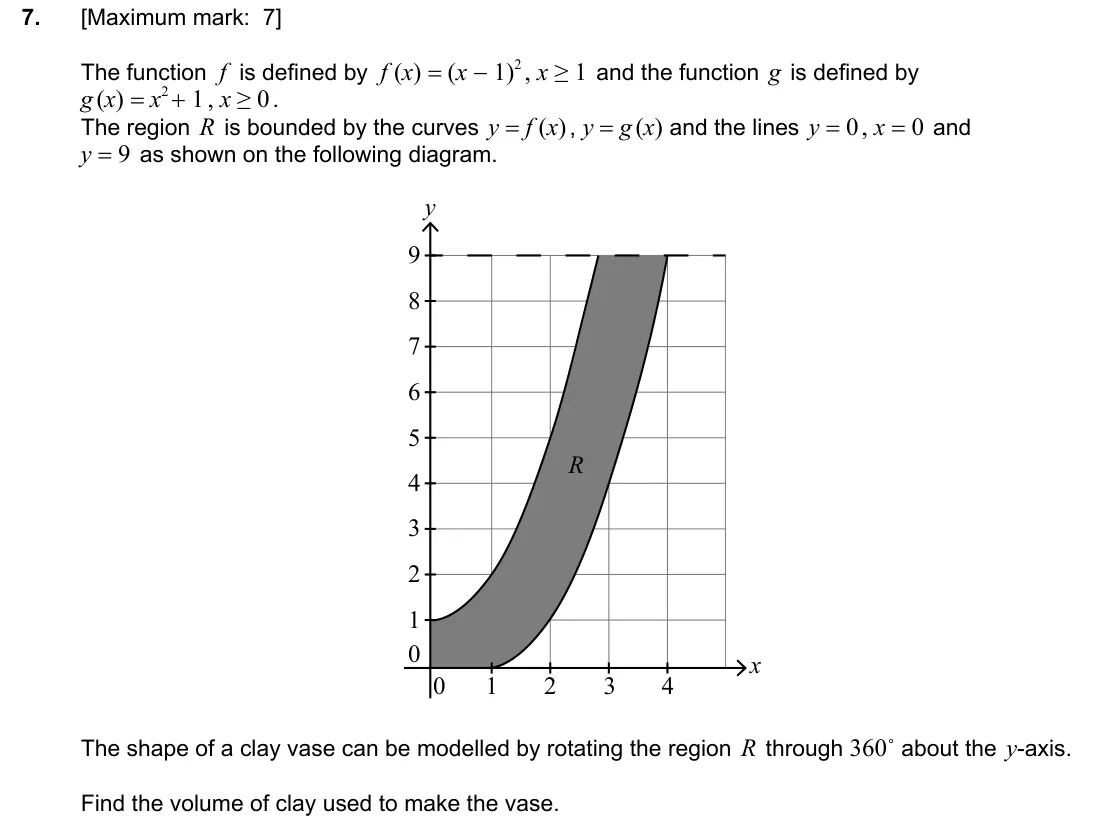 7. [Maximum mark: 7]
The function f is defined by f(x) = (x − 1)², x ≥ 1 and the function g is defined by
g(x) = x² + 1, x ≥ 0.
The region R is bounded by the curves y = f(x), y = g(x) and the lines y = 0, x = 0 and
y = 9 as shown on the following diagram.
y
9
8
7
6
5
R
4
3
2
1
0
x
0 1 2 3 4
The shape of a clay vase can be modelled by rotating the region R through 360° about the y-axis.
Find the volume of clay used to make the vase.